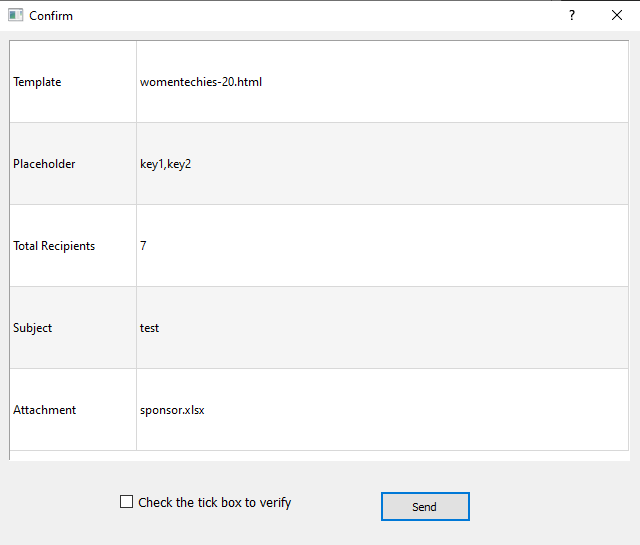 Confirm ?
Template womentechies-20.html
Placeholder key1,key2
Total Recipients 7
Subject test
Attachment sponsor.xlsx
Check the tick box to verify Send